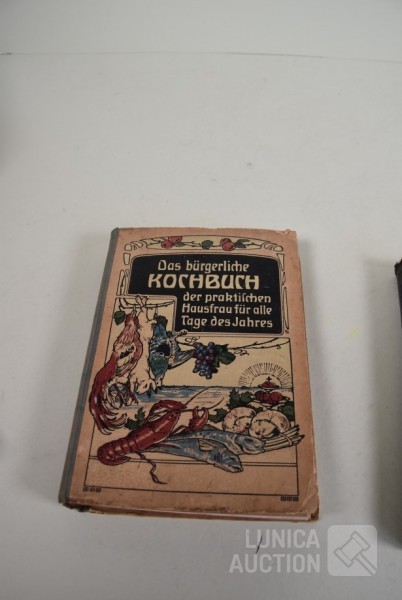 Das bürgerliche
KOCHBUCH
der praktischen
Hausfrau für alle
Tage des Jahres
LUNICA
AUCTION